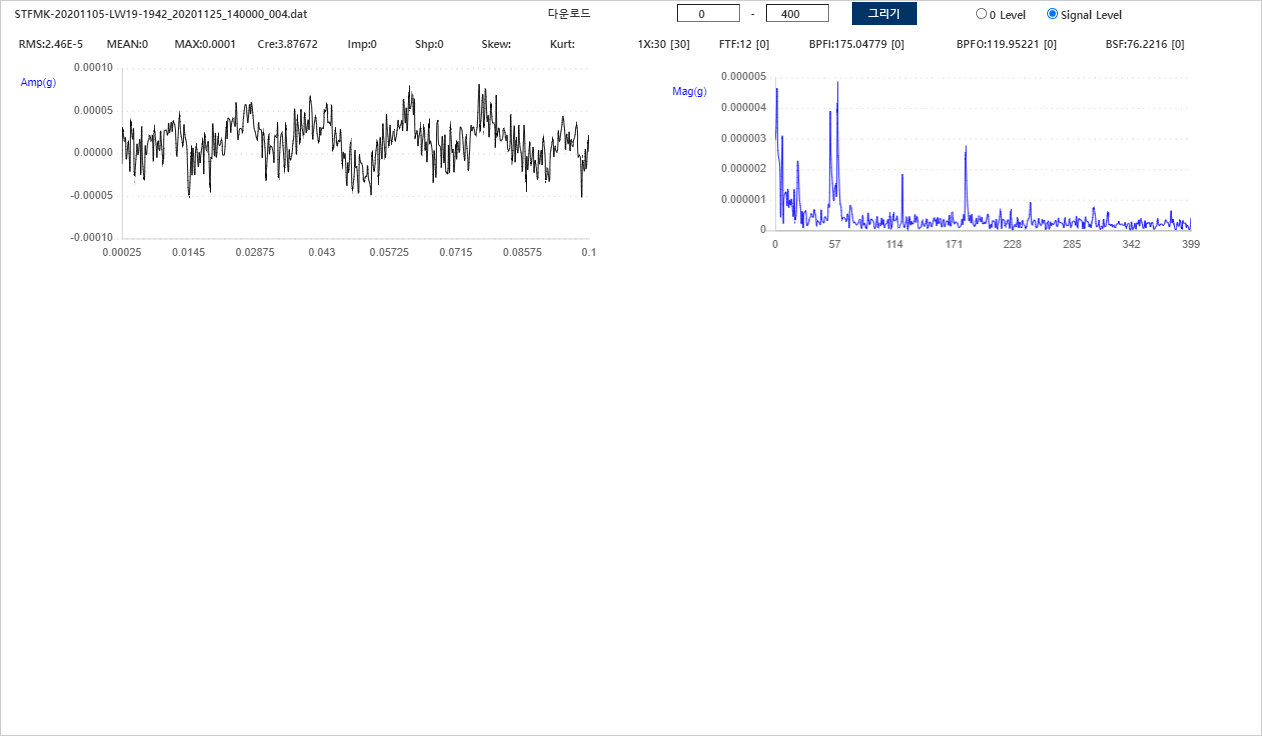 STFMK-20201105-LW19-1942_20201125_140000_004.dat 다운로드 0 - 400 그리기 0 Level Signal Level
RMS:2.46E-5 MEAN:0 MAX:0.0001 Cre:3.87672 Imp:0 Shp:0 Skew: Kurt: 1X:30 [30] FTF:12 [0] BPFI:175.04779 [0] BPFO:119.95221 [0] BSF:76.2216 [0]
Amp(g)
0.00010
0.00005
0.00000
-0.00005
-0.00010
0.00025 0.0145 0.02875 0.043 0.05725 0.0715 0.08575 0.1
Mag(g)
0.000005
0.000004
0.000003
0.000002
0.000001
0
0 57 114 171 228 285 342 399